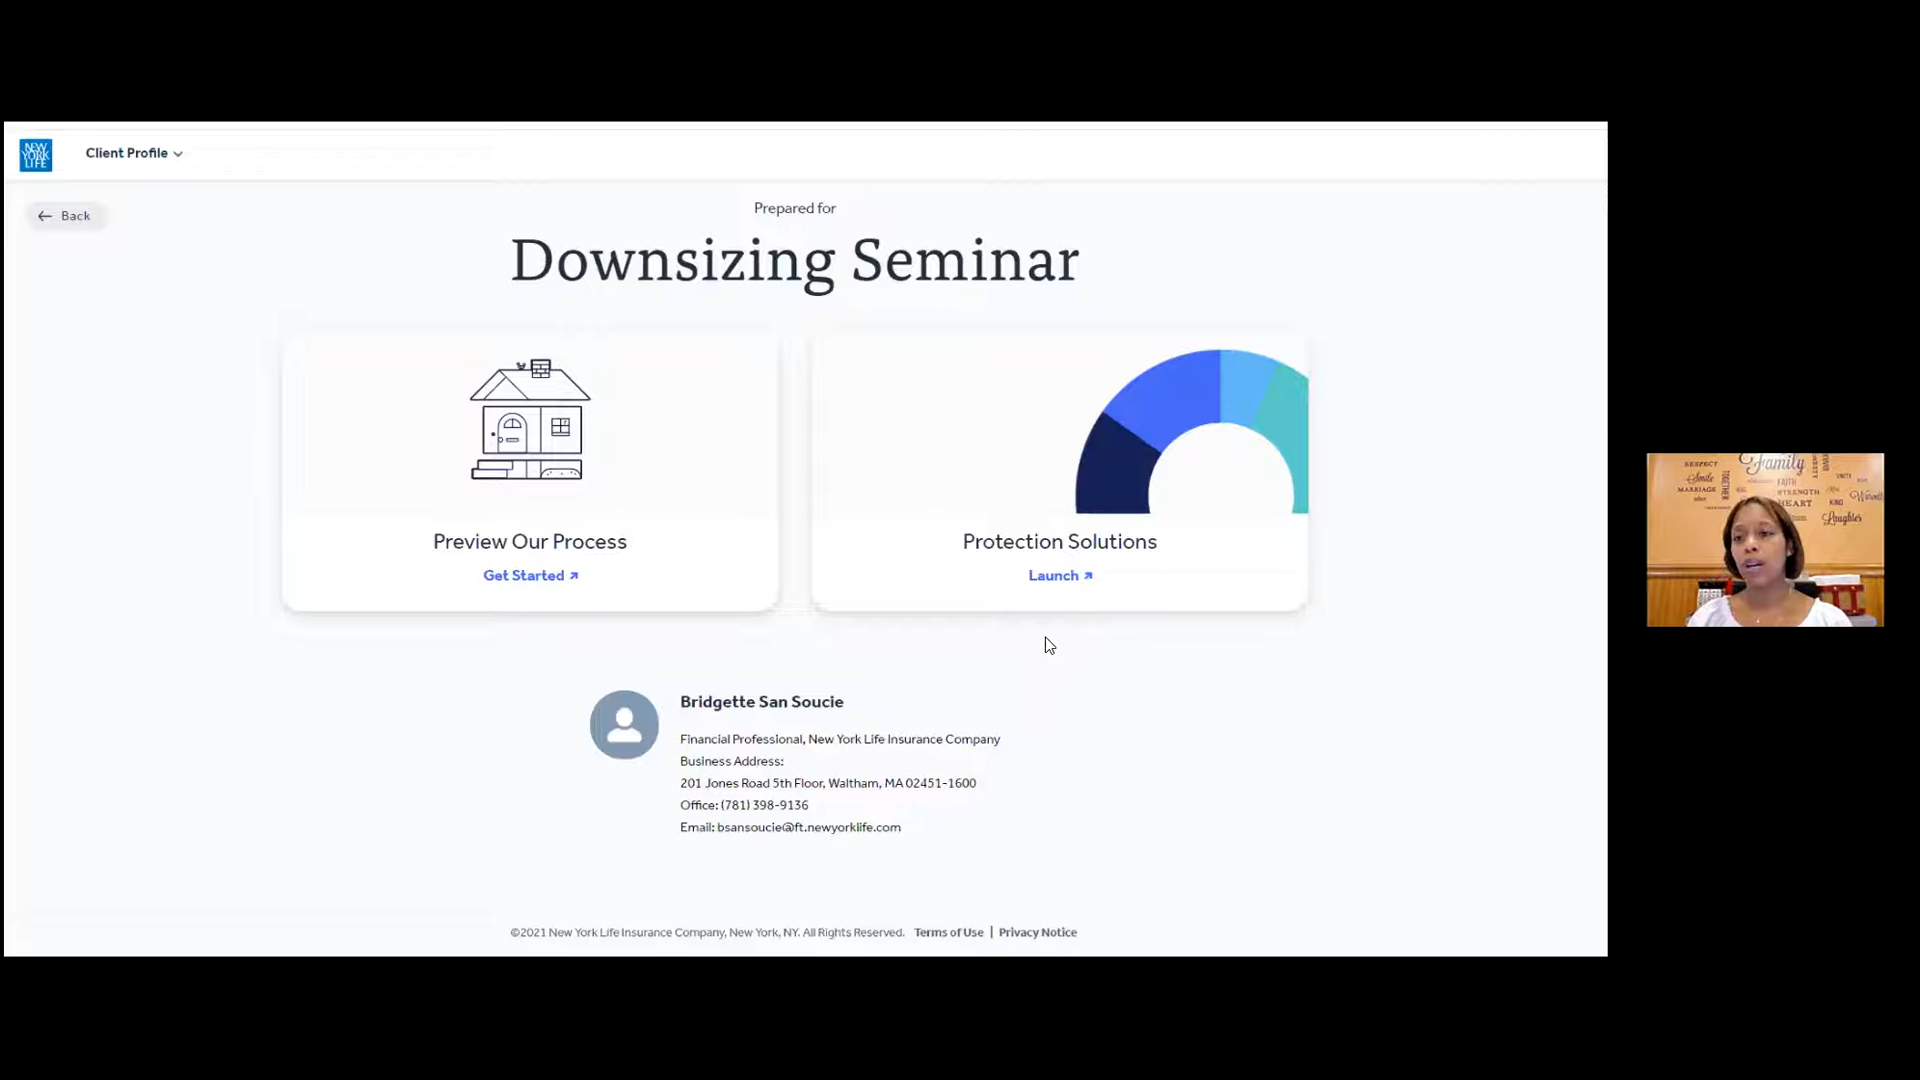 NEW
YORK
LIFE
Client Profile
Back
Prepared for
Downsizing Seminar
Preview Our Process
Get Started
Protection Solutions
Launch
Bridgette San Soucie
Financial Professional, New York Life Insurance Company
Business Address:
201 Jones Road 5th Floor, Waltham, MA 02451-1600
Office: (781) 398-9136
Email: bsansoucie@ft.newyorklife.com
©2021 New York Life Insurance Company, New York, NY. All Rights Reserved. Terms of Use | Privacy Notice
RESPECT
Smile
MARRIAGE
TOGETHER
Family
FAITH
STRENGTH
HEART
UNITE
KIND
Laughter